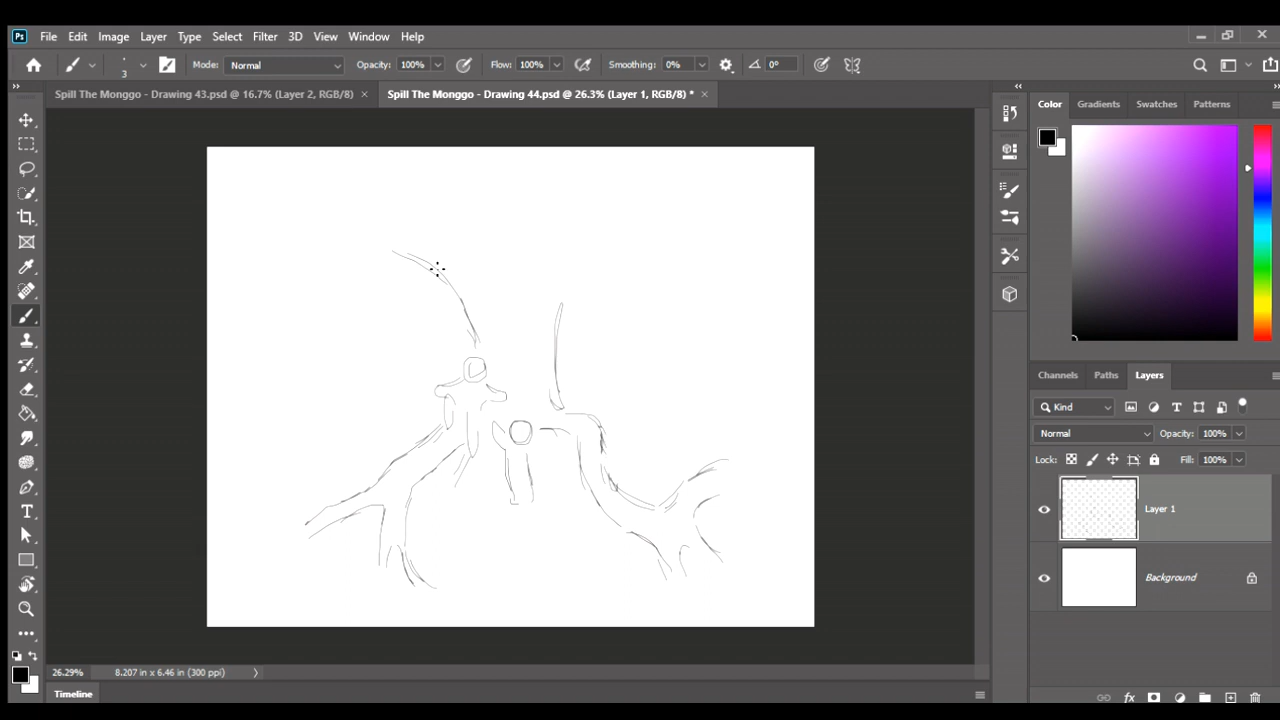 Ps File Edit Image Layer Type Select Filter 3D View Window Help
3 Mode: Normal Opacity: 100% Flow: 100% Smoothing: 0% 0°
Spill The Monggo - Drawing 43.psd @ 16.7% (Layer 2, RGB/8) × Spill The Monggo - Drawing 44.psd @ 26.3% (Layer 1, RGB/8) * ×
Color Gradients Swatches Patterns
Channels Paths Layers
Kind
Normal Opacity: 100%
Lock: Fill: 100%
Layer 1
Background
26.29% 8.207 in x 6.46 in (300 ppi)
Timeline
fx